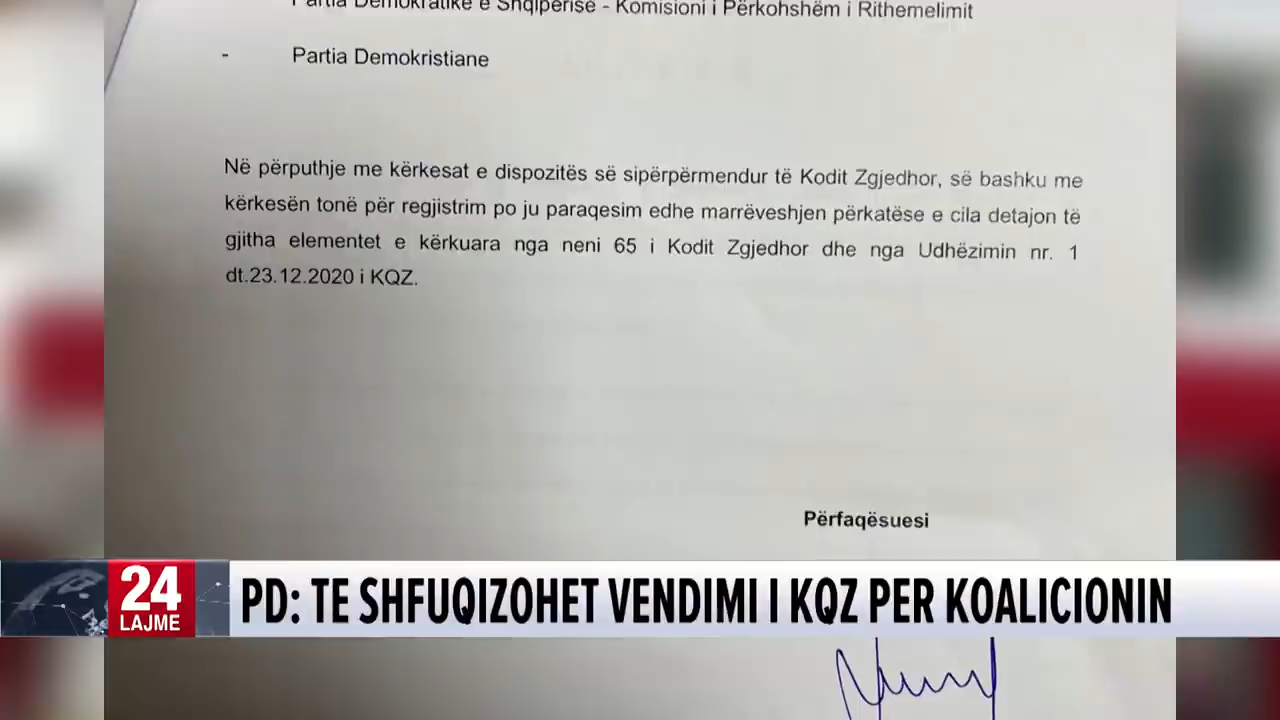 Partia Demokratike e Shqipërisë - Komisioni i Përkohshëm i Rithemelimit
- Partia Demokristiane
Në përputhje me kërkesat e dispozitës së sipërpërmendur të Kodit Zgjedhor, së bashku me
kërkesën tonë për regjistrim po ju paraqesim edhe marrëveshjen përkatëse e cila detajon të
gjitha elementet e kërkuara nga neni 65 i Kodit Zgjedhor dhe nga Udhëzimin nr. 1
dt.23.12.2020 i KQZ.
Përfaqësuesi
24
LAJME
PD: TE SHFUQIZOHET VENDIMI I KQZ PER KOALICIONIN